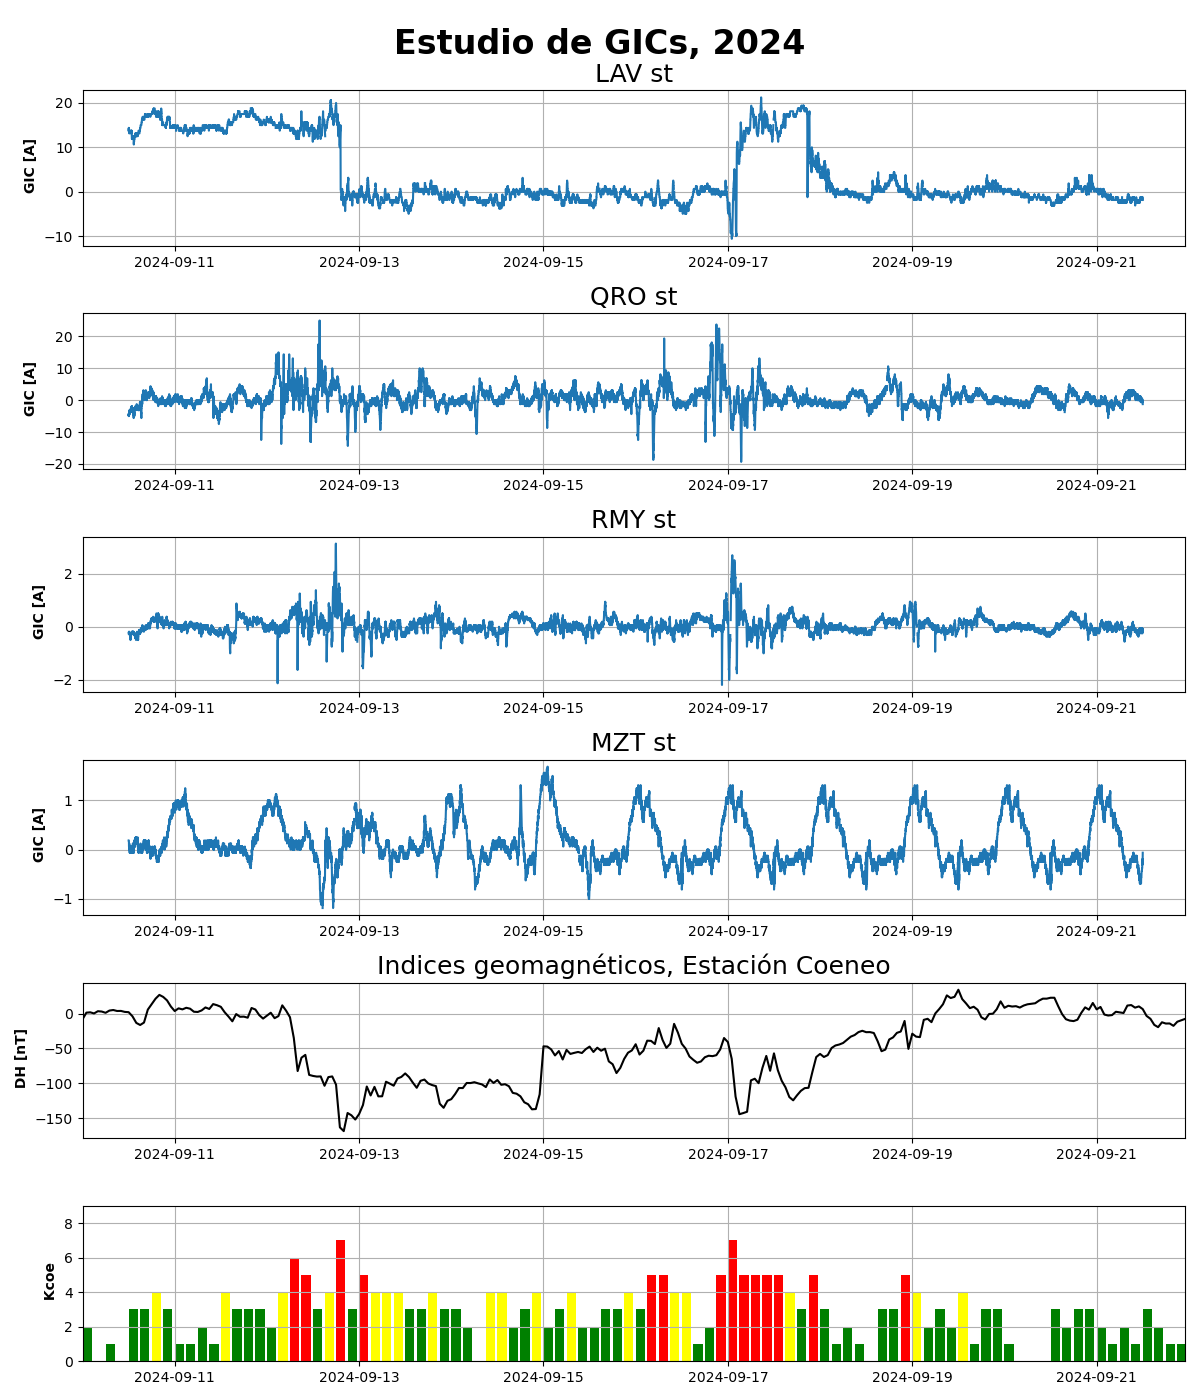 Estudio de GICs, 2024
LAV st
GIC [A]
20
10
0
−10
2024-09-11 2024-09-13 2024-09-15 2024-09-17 2024-09-19 2024-09-21
QRO st
GIC [A]
20
10
0
−10
−20
2024-09-11 2024-09-13 2024-09-15 2024-09-17 2024-09-19 2024-09-21
RMY st
GIC [A]
2
0
−2
2024-09-11 2024-09-13 2024-09-15 2024-09-17 2024-09-19 2024-09-21
MZT st
GIC [A]
1
0
−1
2024-09-11 2024-09-13 2024-09-15 2024-09-17 2024-09-19 2024-09-21
Indices geomagnéticos, Estación Coeneo
DH [nT]
0
−50
−100
−150
2024-09-11 2024-09-13 2024-09-15 2024-09-17 2024-09-19 2024-09-21
Kcoe
8
6
4
2
0
2024-09-11 2024-09-13 2024-09-15 2024-09-17 2024-09-19 2024-09-21